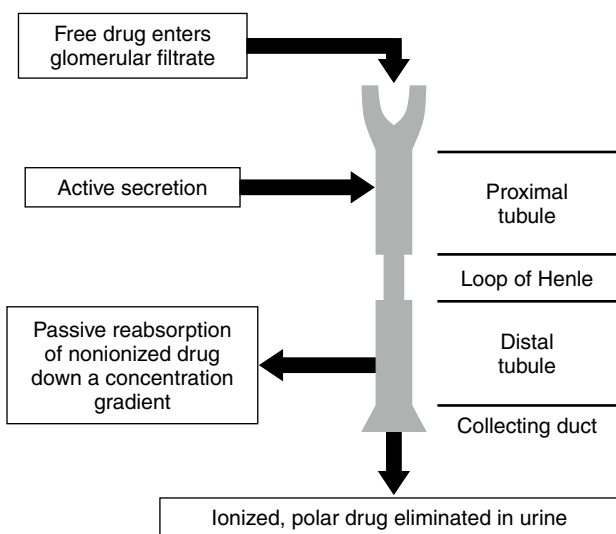 Free drug enters
glomerular filtrate
Active secretion
Proximal
tubule
Loop of Henle
Passive reabsorption
of nonionized drug
down a concentration
gradient
Distal
tubule
Collecting duct
Ionized, polar drug eliminated in urine